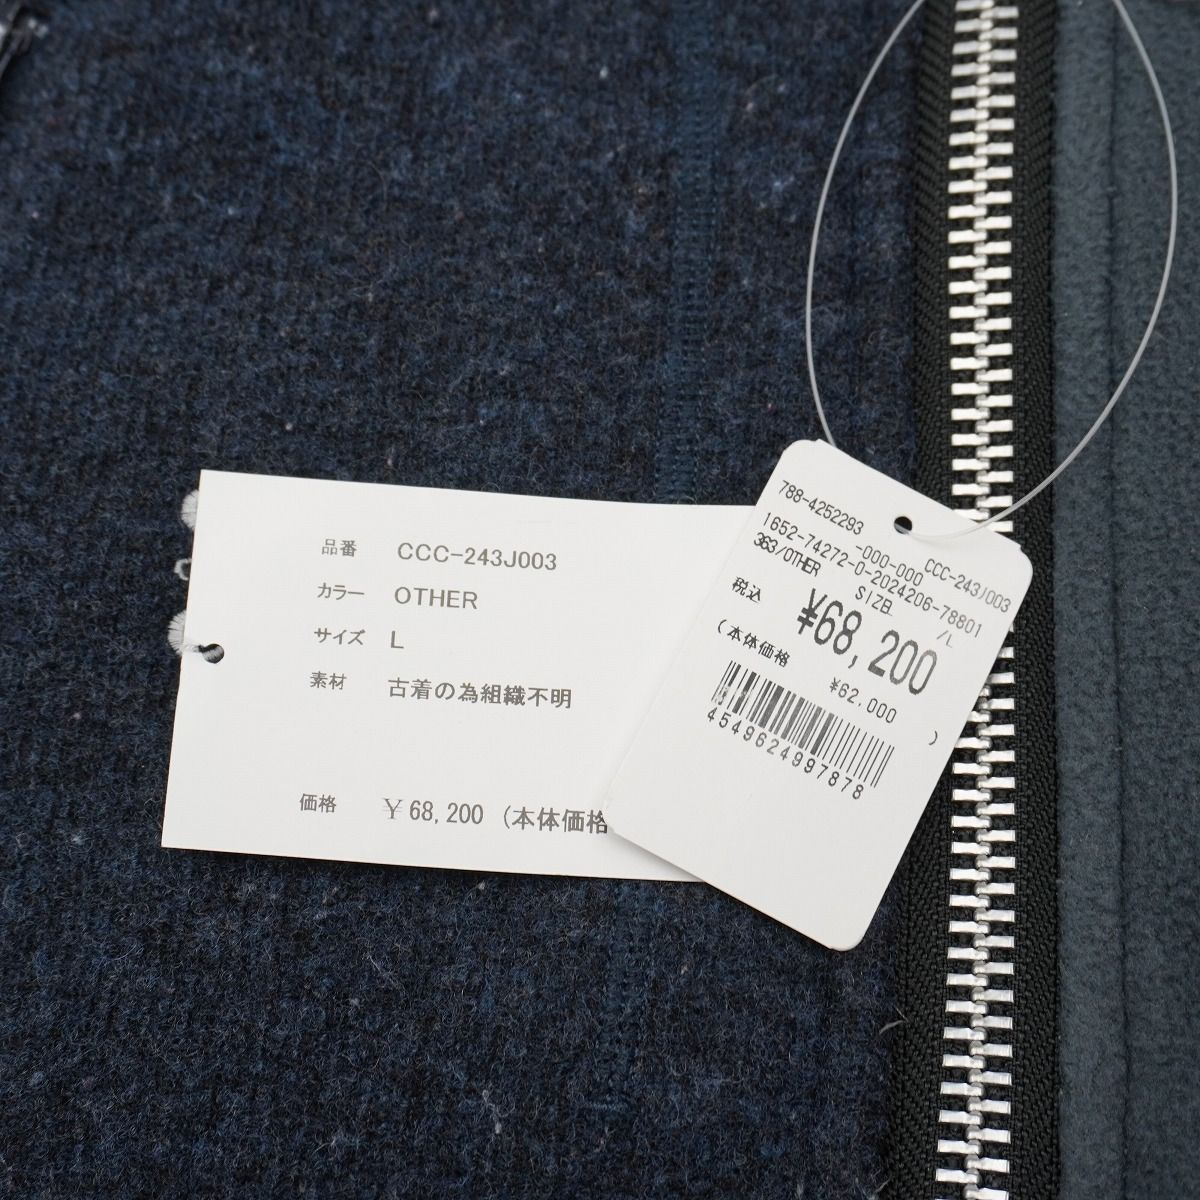 品番 CCC-243J003
カラー OTHER
サイズ L
素材 古着の為組織不明
価格 ¥68,200 (本体価格
788-4252293 -000-000 CCC-243J003
1652-74272-0-2024206-78801
363/OTHER SIZE /L
税込 ¥68,200
(本体価格 ¥62,000 )
4549624997878